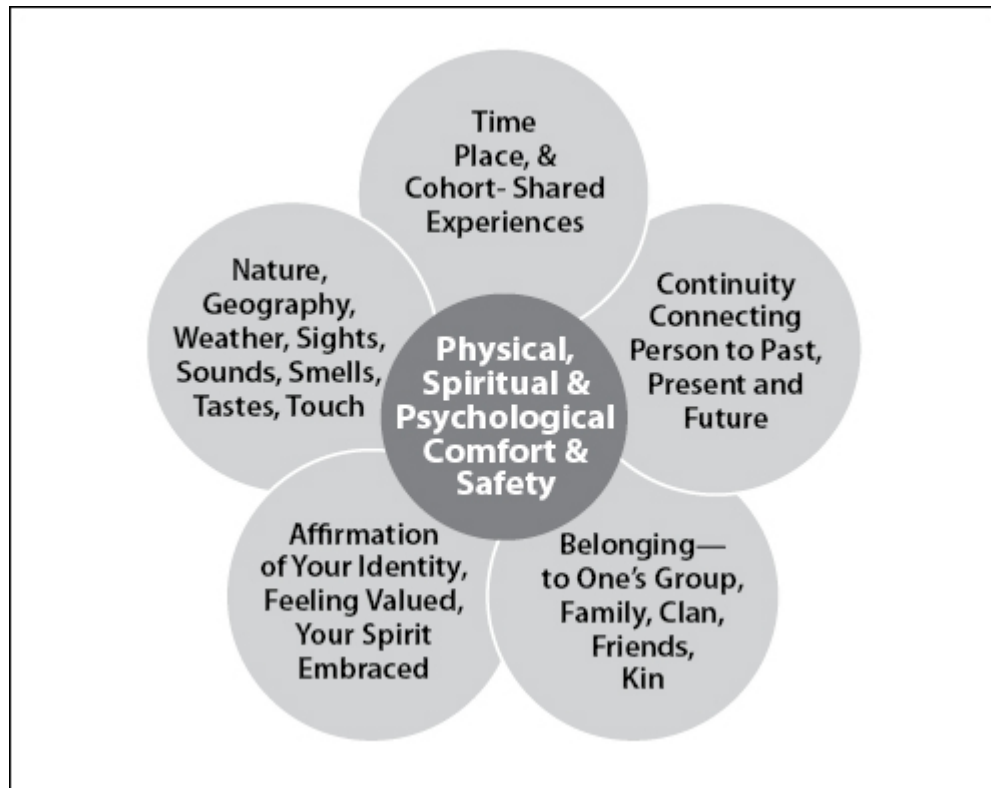 Time
Place, &
Cohort- Shared
Experiences
Continuity
Connecting
Person to Past,
Present and
Future
Belonging—
to One’s Group,
Family, Clan,
Friends,
Kin
Affirmation
of Your Identity,
Feeling Valued,
Your Spirit
Embraced
Nature,
Geography,
Weather, Sights,
Sounds, Smells,
Tastes, Touch
Physical,
Spiritual &
Psychological
Comfort &
Safety